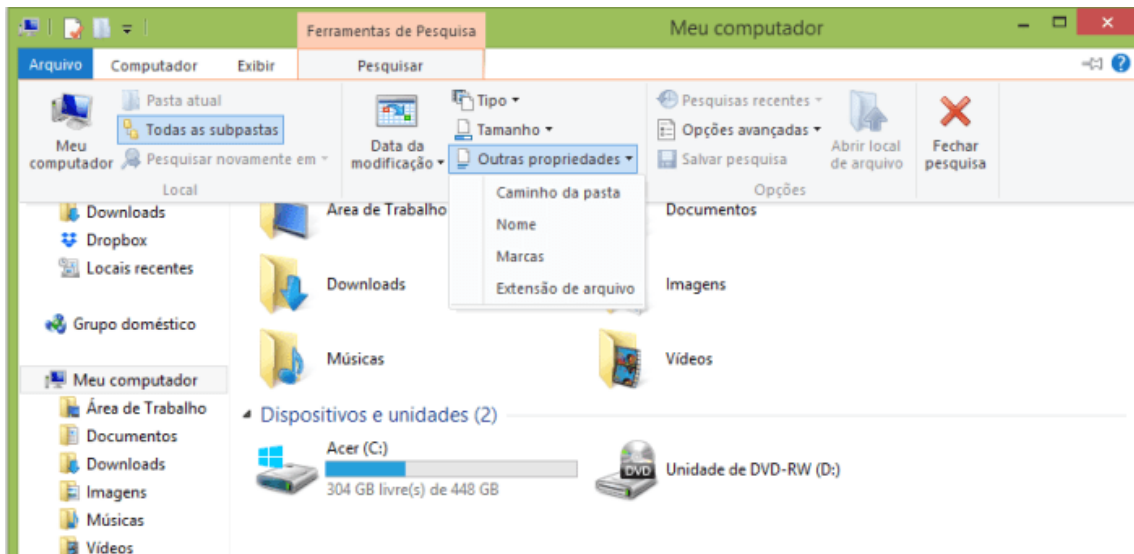 Ferramentas de Pesquisa
Meu computador
Arquivo
Computador
Exibir
Pesquisar
Meu computador
Pasta atual
Todas as subpastas
Pesquisar novamente em
Local
Data da modificação
Tipo
Tamanho
Outras propriedades
Caminho da pasta
Nome
Marcas
Extensão de arquivo
Pesquisas recentes
Opções avançadas
Salvar pesquisa
Abrir local de arquivo
Opções
Fechar pesquisa
Downloads
Dropbox
Locais recentes
Grupo doméstico
Meu computador
Área de Trabalho
Documentos
Downloads
Imagens
Músicas
Vídeos
Área de Trabalho
Documentos
Downloads
Imagens
Músicas
Vídeos
Dispositivos e unidades (2)
Acer (C:)
304 GB livre(s) de 448 GB
DVD
Unidade de DVD-RW (D:)